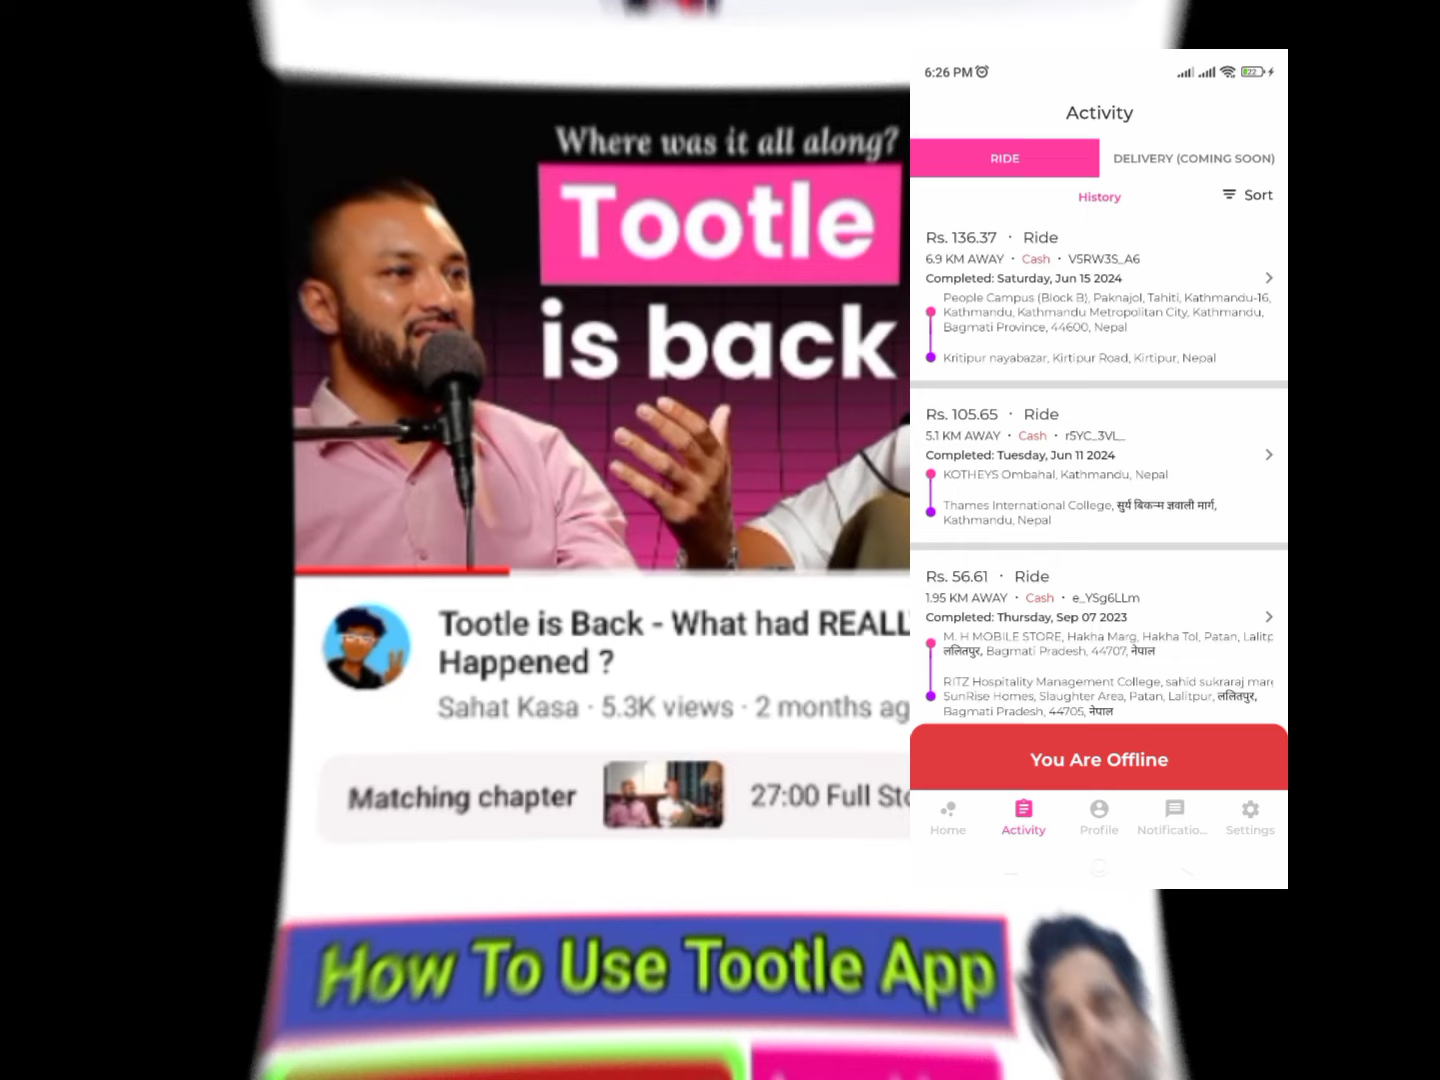 Where was it all along?
Tootle
is back
Tootle is Back - What had REALL
Happened ?
Sahat Kasa · 5.3K views · 2 months ag
Matching chapter
27:00 Full Sto
How To Use Tootle App
6:26 PM
22
Activity
RIDE
DELIVERY (COMING SOON)
History
Sort
Rs. 136.37 · Ride
6.9 KM AWAY · Cash · V5RW3S_A6
Completed: Saturday, Jun 15 2024
People Campus (Block B), Paknajol, Tahiti, Kathmandu-16,
Kathmandu, Kathmandu Metropolitan City, Kathmandu,
Bagmati Province, 44600, Nepal
Kritipur nayabazar, Kirtipur Road, Kirtipur, Nepal
Rs. 105.65 · Ride
5.1 KM AWAY · Cash · r5YC_3VL_
Completed: Tuesday, Jun 11 2024
KOTHEYS Ombahal, Kathmandu, Nepal
Thames International College, सुर्य बिक्रम ज्ञवाली मार्ग,
Kathmandu, Nepal
Rs. 56.61 · Ride
1.95 KM AWAY · Cash · e_YSg6LLm
Completed: Thursday, Sep 07 2023
M. H MOBILE STORE, Hakha Marg, Hakha Tol, Patan, Lalitp
ललितपुर, Bagmati Pradesh, 44707, नेपाल
RITZ Hospitality Management College, sahid sukraraj marg
SunRise Homes, Slaughter Area, Patan, Lalitpur, ललितपुर,
Bagmati Pradesh, 44705, नेपाल
You Are Offline
Home
Activity
Profile
Notificatio...
Settings